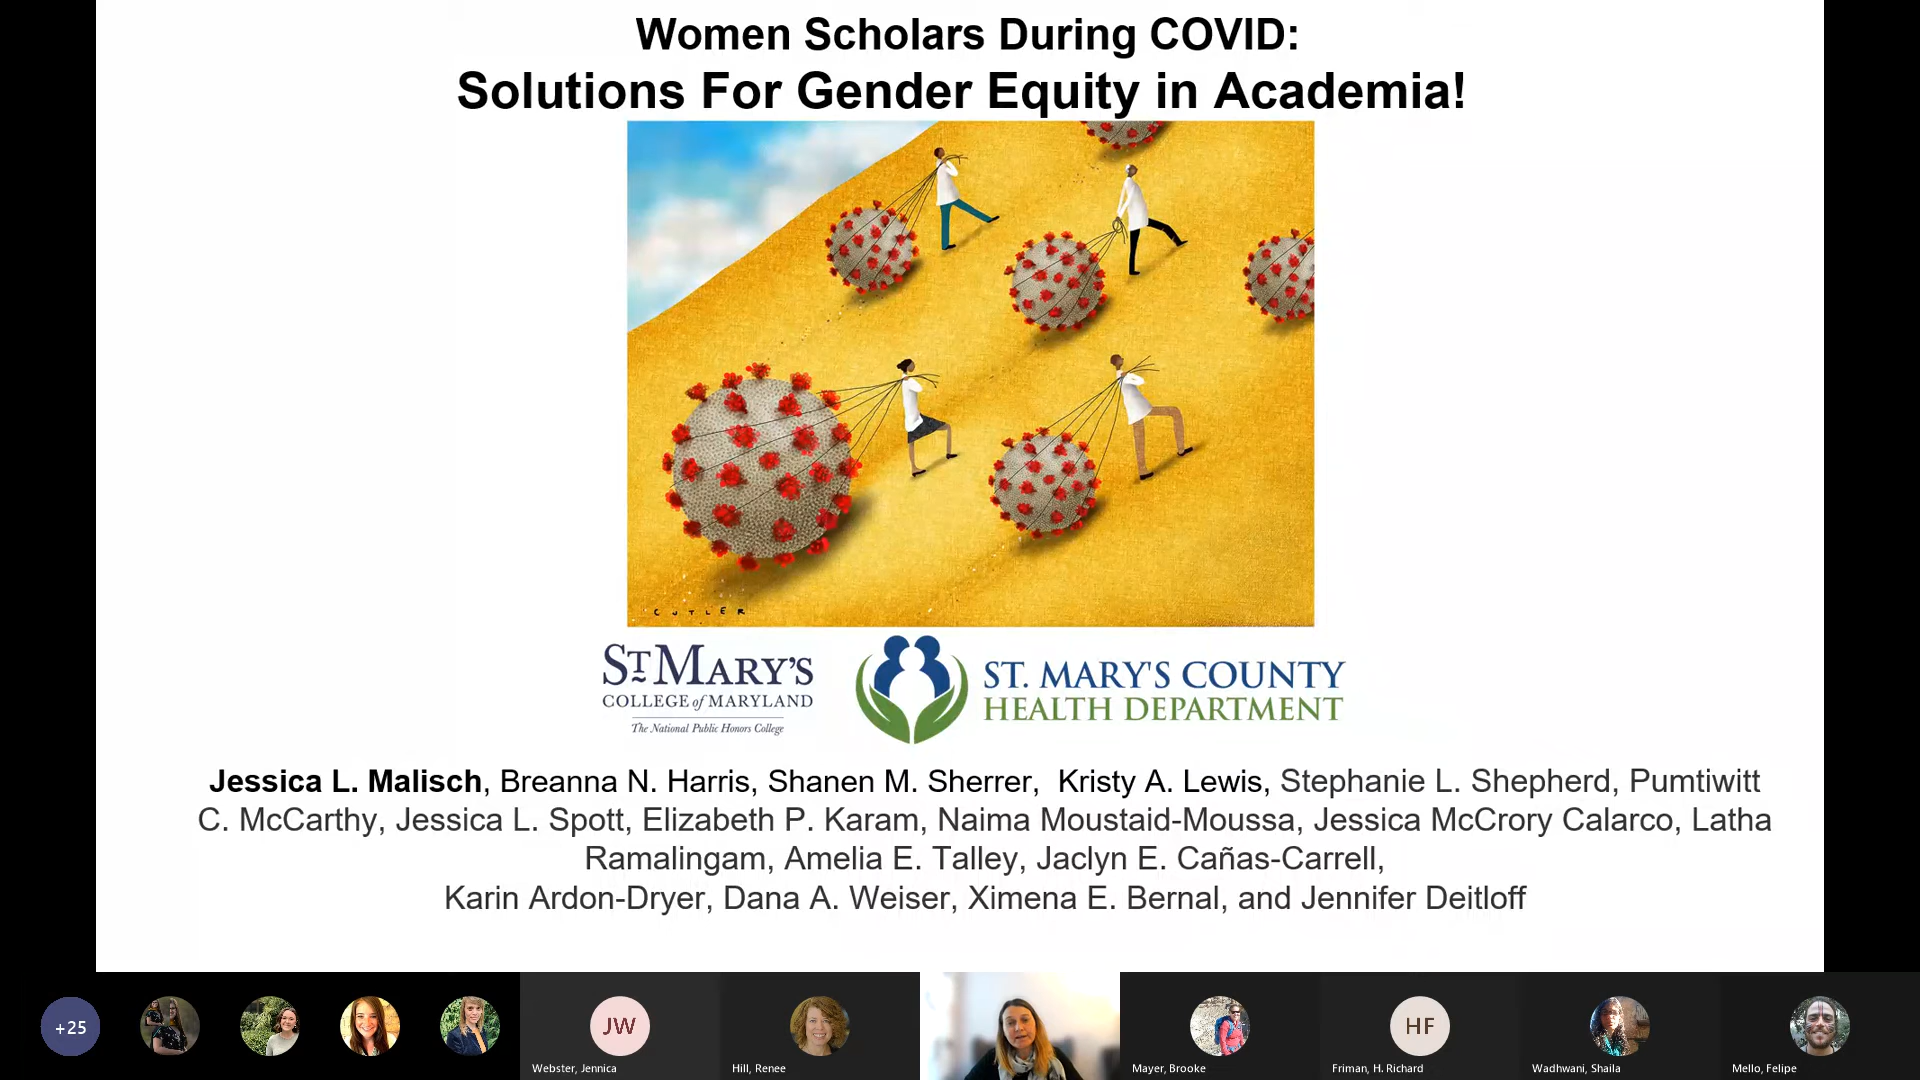 Women Scholars During COVID:
Solutions For Gender Equity in Academia!
CUTLER
ST MARY'S
COLLEGE of MARYLAND
The National Public Honors College
ST. MARY'S COUNTY
HEALTH DEPARTMENT
Jessica L. Malisch, Breanna N. Harris, Shanen M. Sherrer, Kristy A. Lewis, Stephanie L. Shepherd, Pumtiwitt
C. McCarthy, Jessica L. Spott, Elizabeth P. Karam, Naima Moustaid-Moussa, Jessica McCrory Calarco, Latha
Ramalingam, Amelia E. Talley, Jaclyn E. Cañas-Carrell,
Karin Ardon-Dryer, Dana A. Weiser, Ximena E. Bernal, and Jennifer Deitloff
+25
JW
HF
Webster, Jennica
Hill, Renee
Mayer, Brooke
Friman, H. Richard
Wadhwani, Shaila
Mello, Felipe